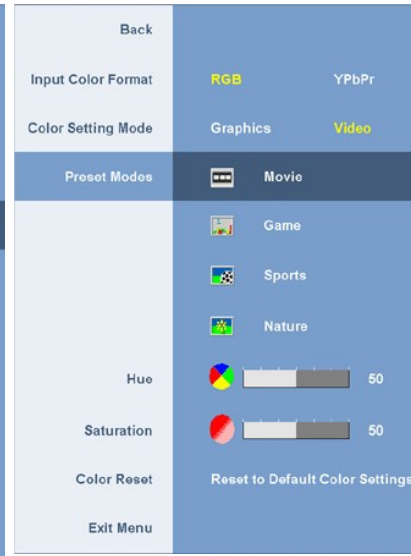 Back
Input Color Format RGB YPbPr
Color Setting Mode Graphics Video
Preset Modes Movie
Game
Sports
Nature
Hue 50
Saturation 50
Color Reset Reset to Default Color Settings
Exit Menu